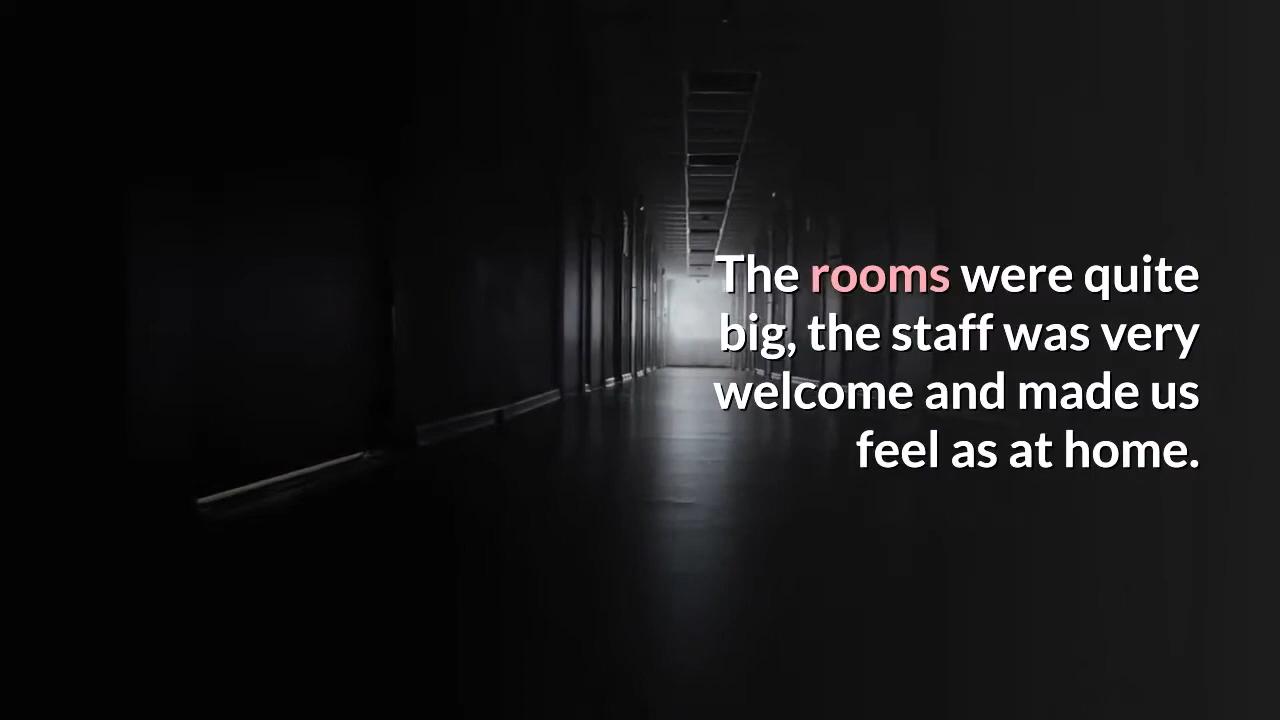 The rooms were quite
big, the staff was very
welcome and made us
feel as at home.